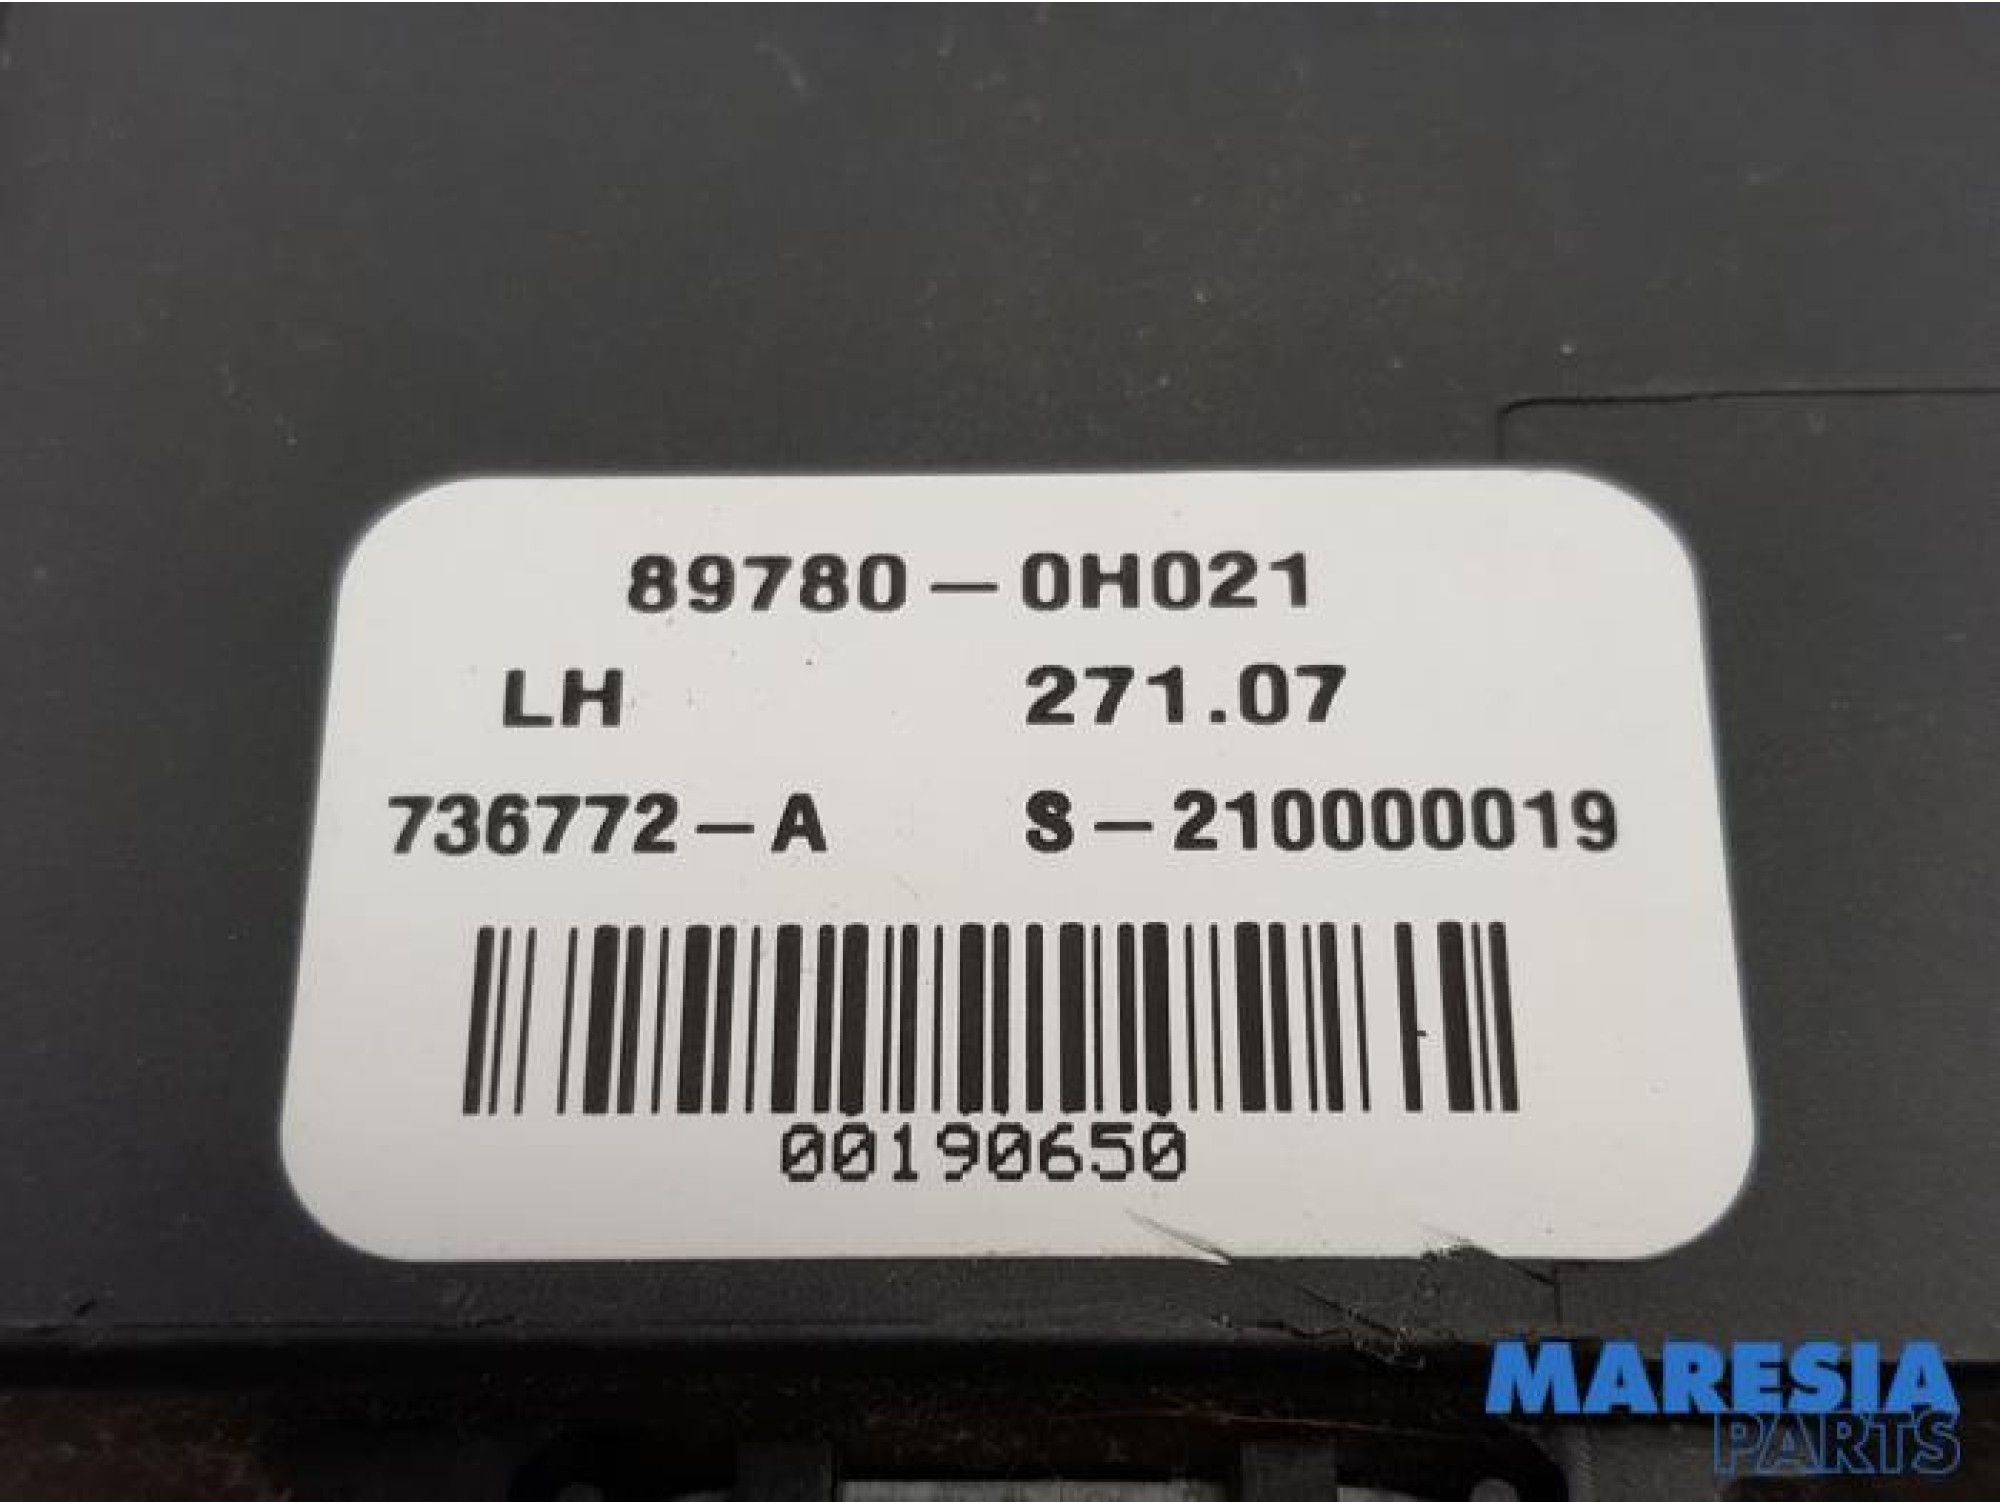 89780-0H021
LH 271.07
736772-A S-210000019
00190650
MARESIA
PARTS